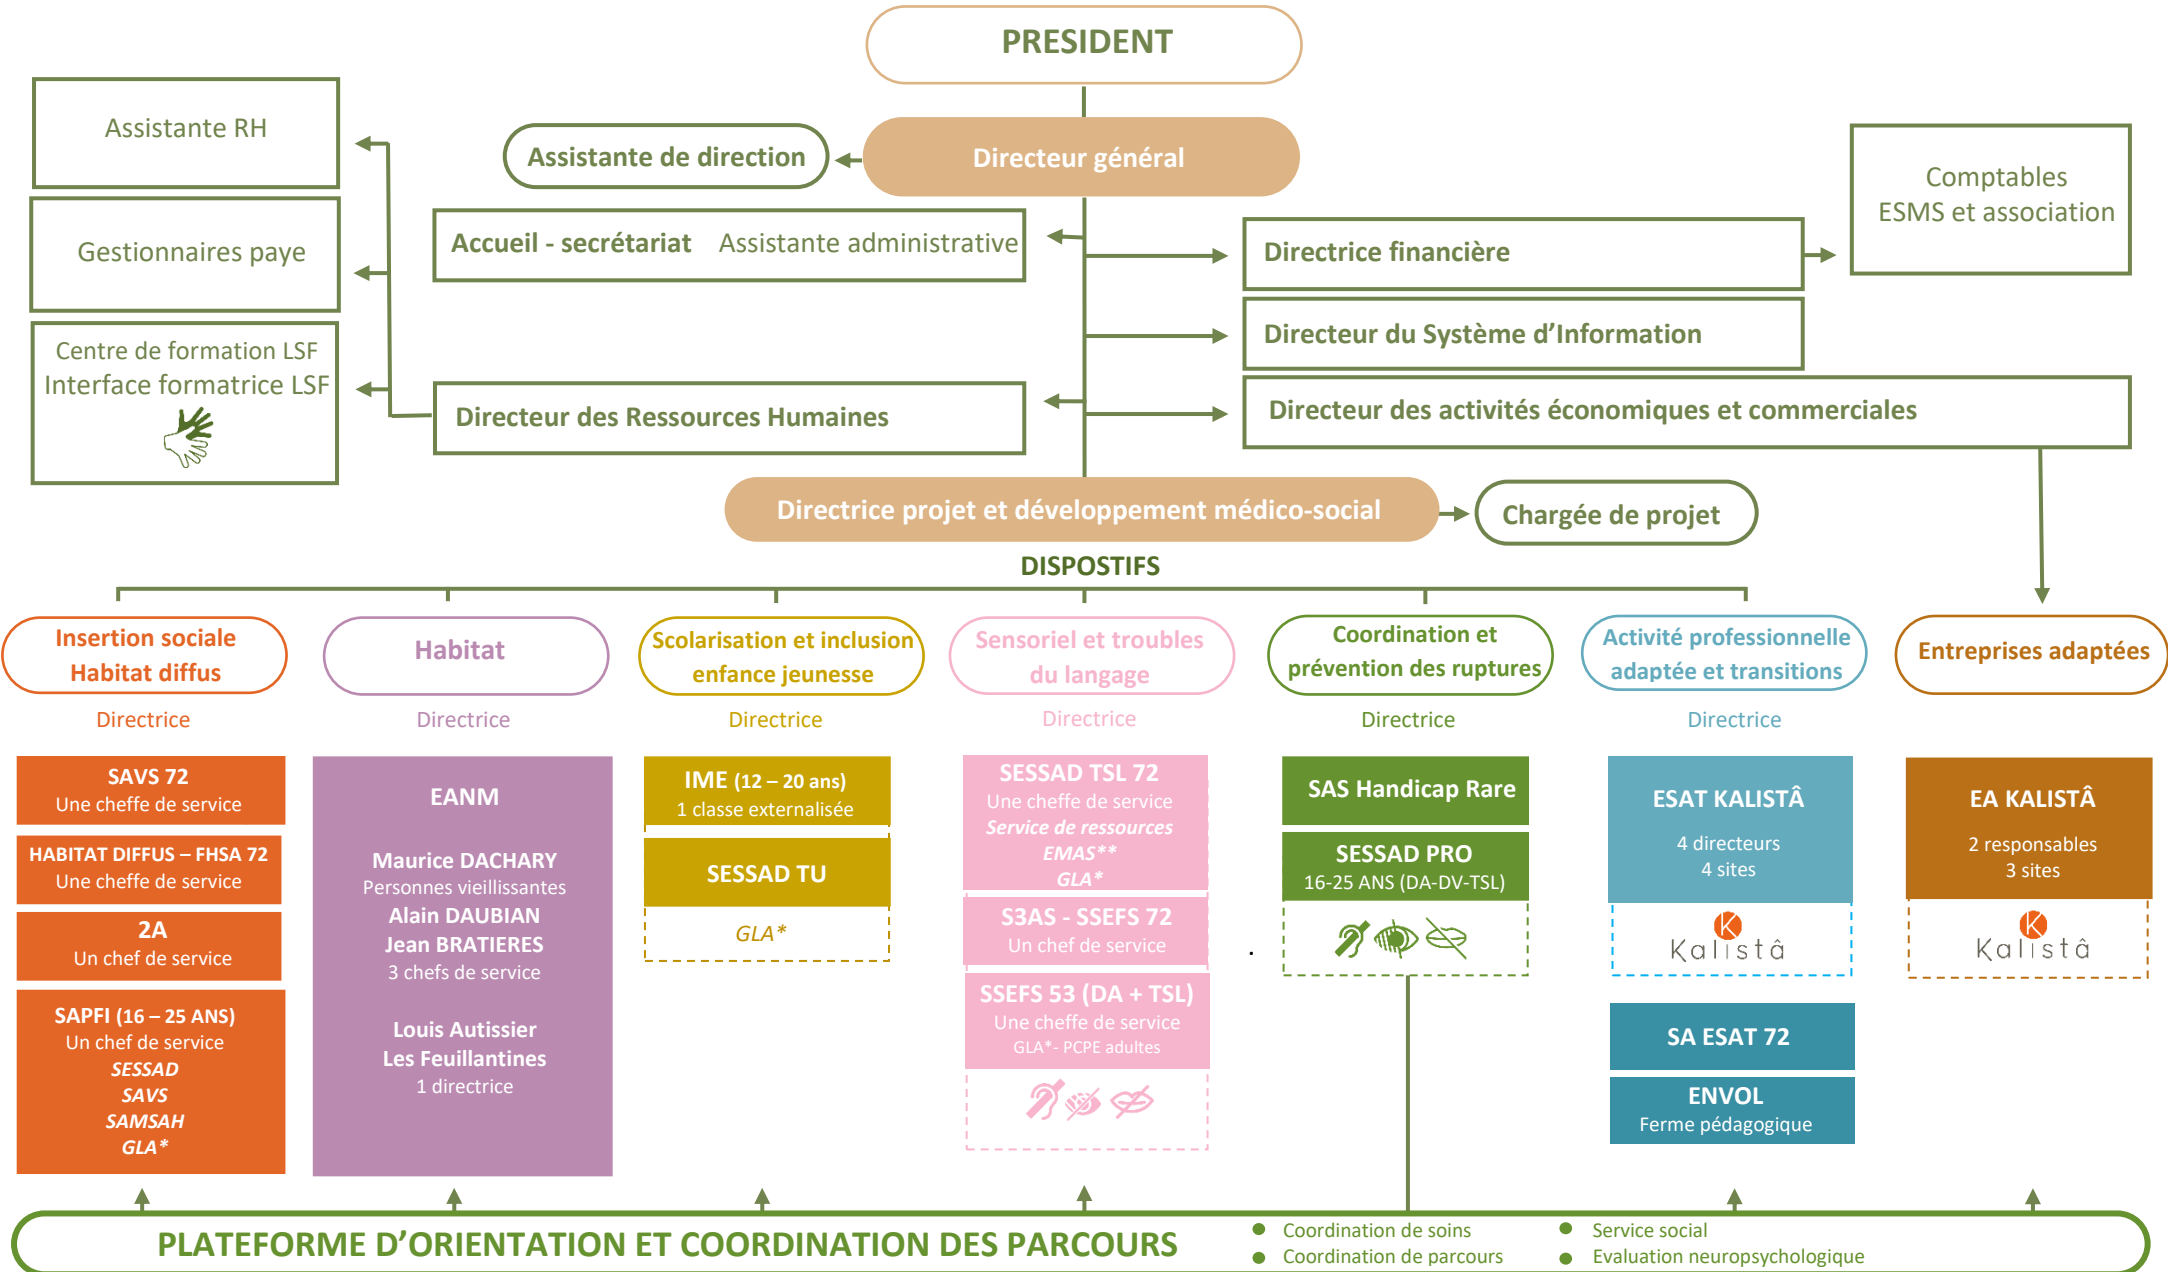 PRESIDENT
Directeur général
Assistante de direction
Assistante RH
Gestionnaires paye
Centre de formation LSF
Interface formatrice LSF
Accueil - secrétariat Assistante administrative
Directeur des Ressources Humaines
Directrice financière
Comptables
ESMS et association
Directeur du Système d’Information
Directeur des activités économiques et commerciales
Directrice projet et développement médico-social
Chargée de projet
DISPOSTIFS
Insertion sociale
Habitat diffus
Directrice
SAVS 72
Une cheffe de service
HABITAT DIFFUS – FHSA 72
Une cheffe de service
2A
Un chef de service
SAPFI (16 – 25 ANS)
Un chef de service
SESSAD
SAVS
SAMSAH
GLA*
Habitat
Directrice
EANM
Maurice DACHARY
Personnes vieillissantes
Alain DAUBIAN
Jean BRATIERES
3 chefs de service
Louis Autissier
Les Feuillantines
1 directrice
Scolarisation et inclusion
enfance jeunesse
Directrice
IME (12 – 20 ans)
1 classe externalisée
SESSAD TU
GLA*
Sensoriel et troubles
du langage
Directrice
SESSAD TSL 72
Une cheffe de service
Service de ressources
EMAS**
GLA*
S3AS - SSEFS 72
Un chef de service
SSEFS 53 (DA + TSL)
Une cheffe de service
GLA*- PCPE adultes
.
Coordination et
prévention des ruptures
Directrice
SAS Handicap Rare
SESSAD PRO
16-25 ANS (DA-DV-TSL)
Activité professionnelle
adaptée et transitions
Directrice
ESAT KALISTÂ
4 directeurs
4 sites
K
Kalistâ
SA ESAT 72
ENVOL
Ferme pédagogique
Entreprises adaptées
EA KALISTÂ
2 responsables
3 sites
K
Kalistâ
PLATEFORME D’ORIENTATION ET COORDINATION DES PARCOURS
● Coordination de soins
● Coordination de parcours
● Service social
● Evaluation neuropsychologique